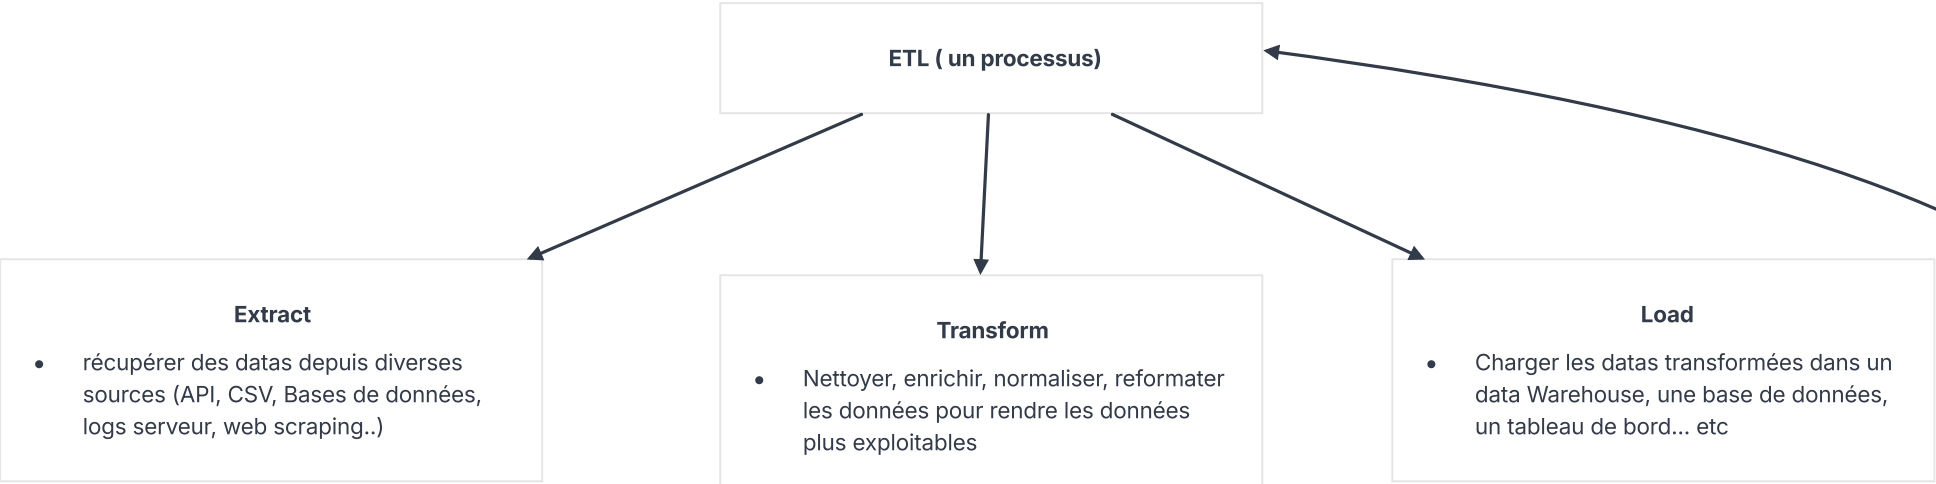 ETL ( un processus)
Extract
• récupérer des datas depuis diverses
sources (API, CSV, Bases de données,
logs serveur, web scraping..)
Transform
• Nettoyer, enrichir, normaliser, reformater
les données pour rendre les données
plus exploitables
Load
• Charger les datas transformées dans un
data Warehouse, une base de données,
un tableau de bord... etc